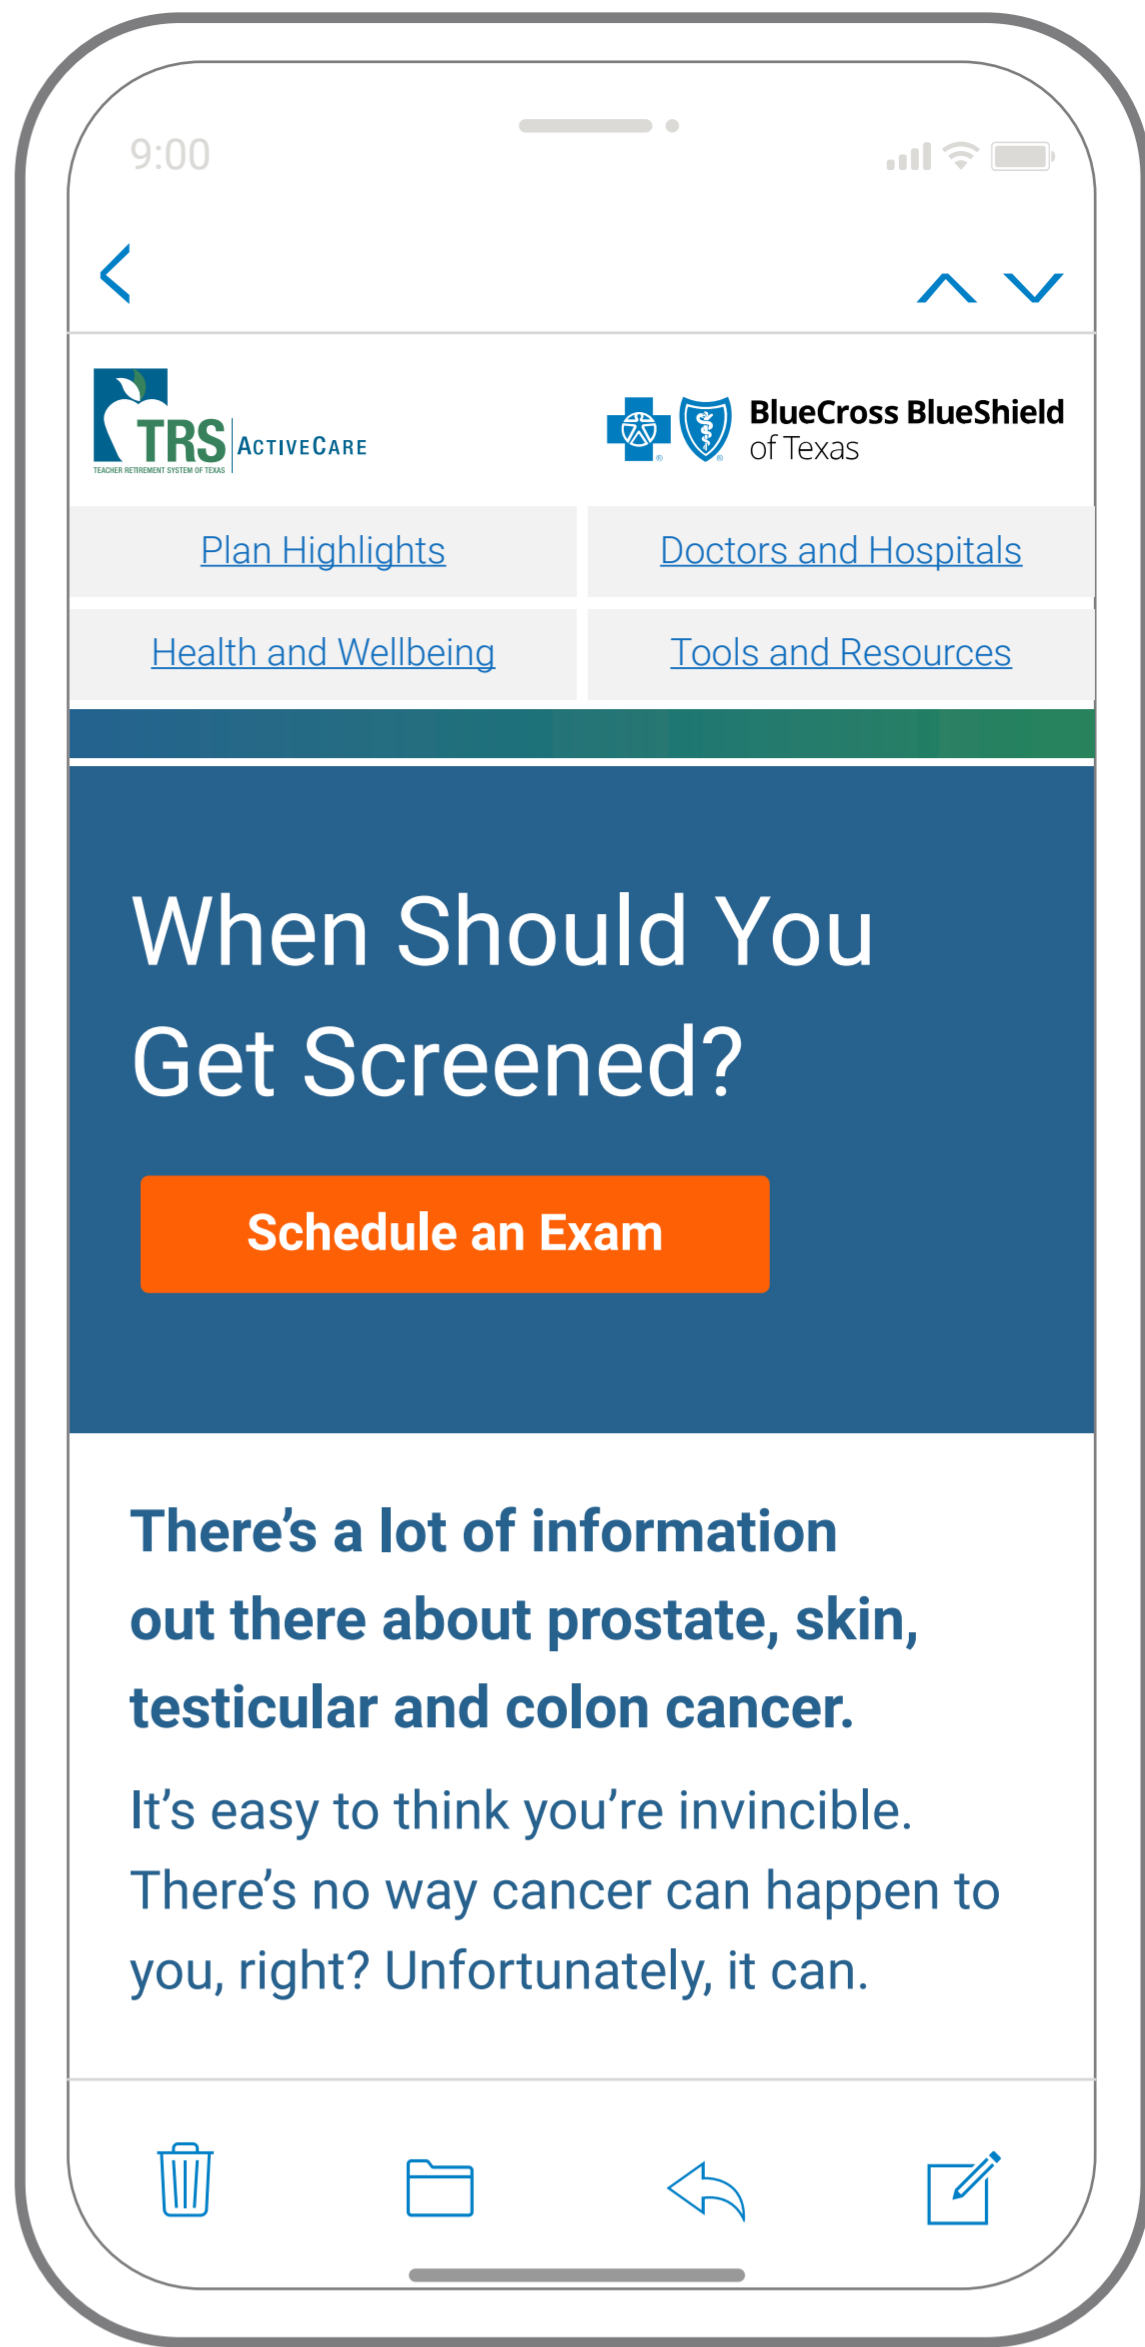 9:00
TRS
ACTIVECARE
TEACHER RETIREMENT SYSTEM OF TEXAS
BlueCross BlueShield
of Texas
Plan Highlights
Doctors and Hospitals
Health and Wellbeing
Tools and Resources
When Should You
Get Screened?
Schedule an Exam
There’s a lot of information
out there about prostate, skin,
testicular and colon cancer.
It’s easy to think you’re invincible.
There’s no way cancer can happen to
you, right? Unfortunately, it can.